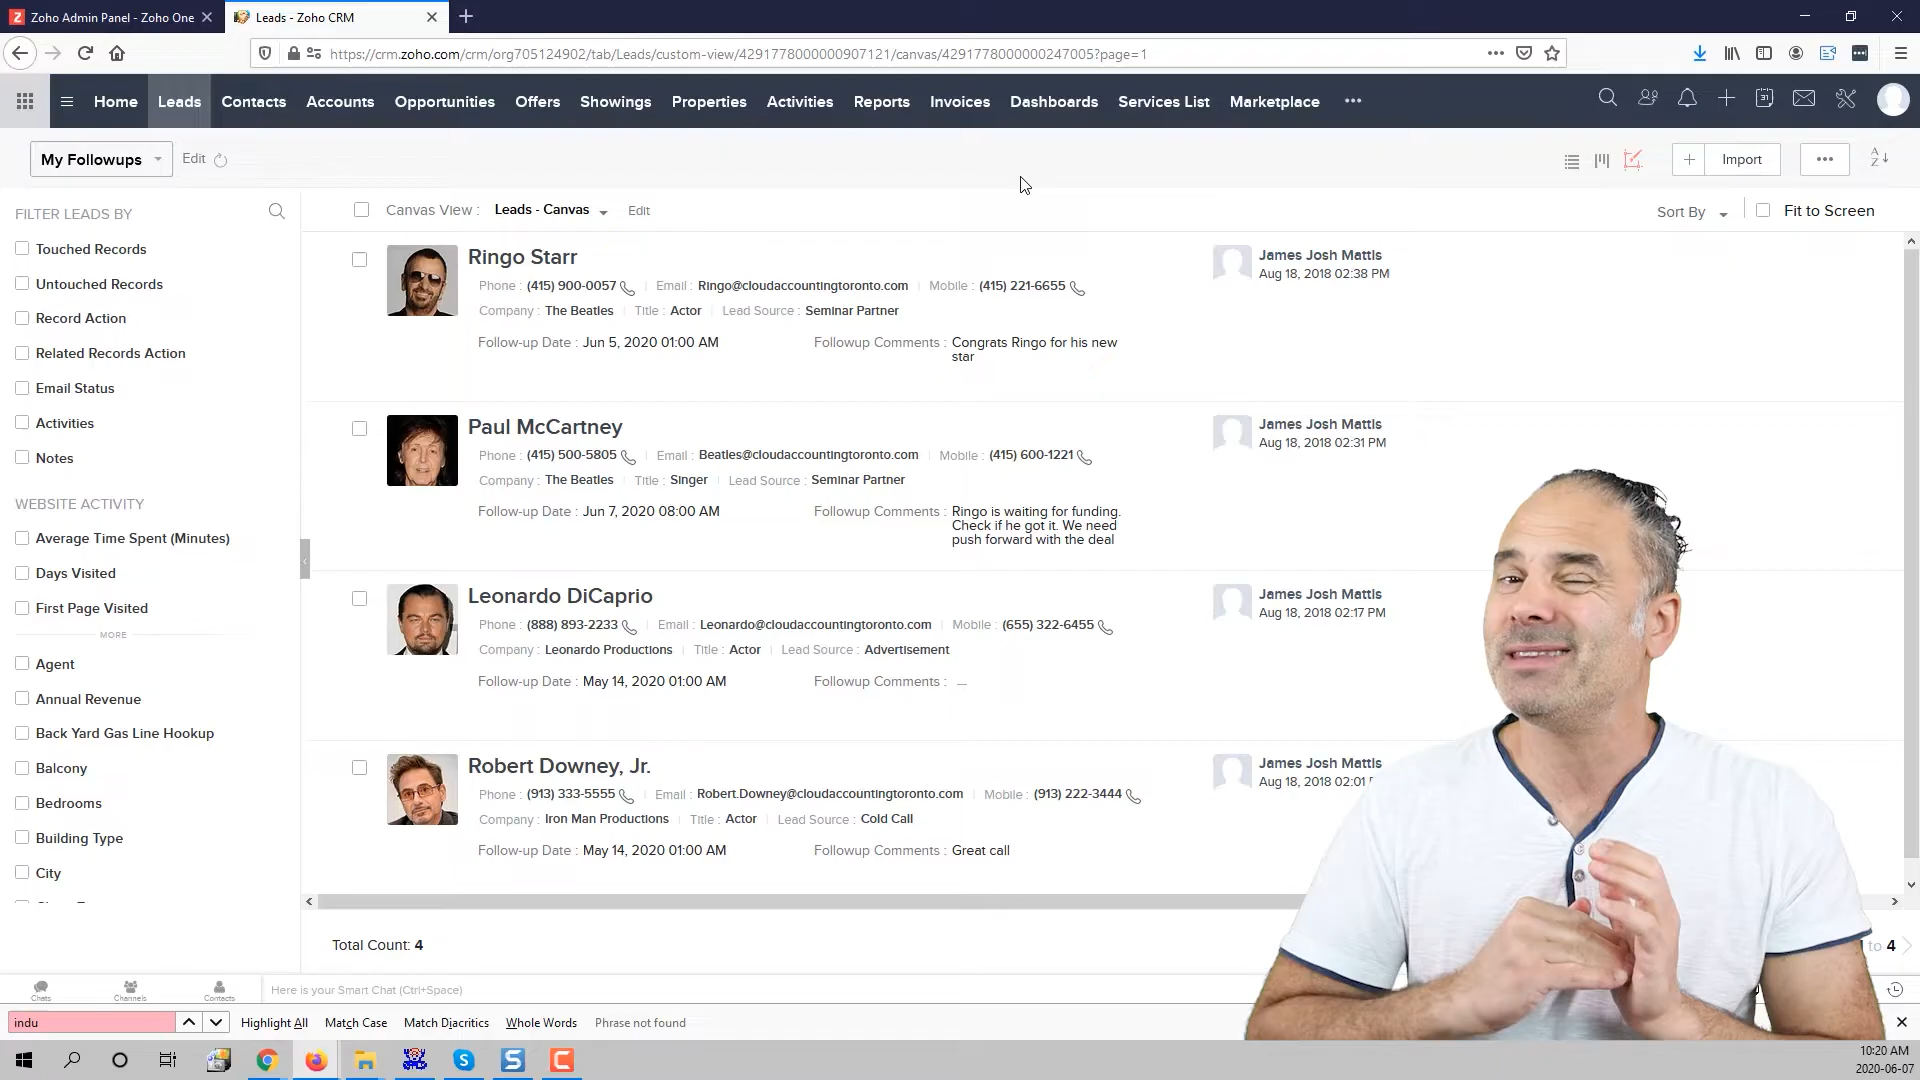 Zoho Admin Panel - Zoho One
Leads - Zoho CRM
https://crm.zoho.com/crm/org705124902/tab/Leads/custom-view/4291778000000907121/canvas/4291778000000247005?page=1
Home Leads Contacts Accounts Opportunities Offers Showings Properties Activities Reports Invoices Dashboards Services List Marketplace
31
My Followups Edit
Import
FILTER LEADS BY
Touched Records
Untouched Records
Record Action
Related Records Action
Email Status
Activities
Notes
WEBSITE ACTIVITY
Average Time Spent (Minutes)
Days Visited
First Page Visited
MORE
Agent
Annual Revenue
Back Yard Gas Line Hookup
Balcony
Bedrooms
Building Type
City
Canvas View : Leads - Canvas Edit
Sort By Fit to Screen
Ringo Starr
Phone : (415) 900-0057 Email : Ringo@cloudaccountingtoronto.com Mobile : (415) 221-6655
Company : The Beatles Title : Actor Lead Source : Seminar Partner
Follow-up Date : Jun 5, 2020 01:00 AM Followup Comments : Congrats Ringo for his new
star
James Josh Mattis
Aug 18, 2018 02:38 PM
Paul McCartney
Phone : (415) 500-5805 Email : Beatles@cloudaccountingtoronto.com Mobile : (415) 600-1221
Company : The Beatles Title : Singer Lead Source : Seminar Partner
Follow-up Date : Jun 7, 2020 08:00 AM Followup Comments : Ringo is waiting for funding.
Check if he got it. We need
push forward with the deal
James Josh Mattis
Aug 18, 2018 02:31 PM
Leonardo DiCaprio
Phone : (888) 893-2233 Email : Leonardo@cloudaccountingtoronto.com Mobile : (655) 322-6455
Company : Leonardo Productions Title : Actor Lead Source : Advertisement
Follow-up Date : May 14, 2020 01:00 AM Followup Comments : —
James Josh Mattis
Aug 18, 2018 02:17 PM
Robert Downey, Jr.
Phone : (913) 333-5555 Email : Robert.Downey@cloudaccountingtoronto.com Mobile : (913) 222-3444
Company : Iron Man Productions Title : Actor Lead Source : Cold Call
Follow-up Date : May 14, 2020 01:00 AM Followup Comments : Great call
James Josh Mattis
Aug 18, 2018 02:01
Total Count: 4
to 4
Chats Channels Contacts
Here is your Smart Chat (Ctrl+Space)
indu Highlight All Match Case Match Diacritics Whole Words Phrase not found
10:20 AM
2020-06-07